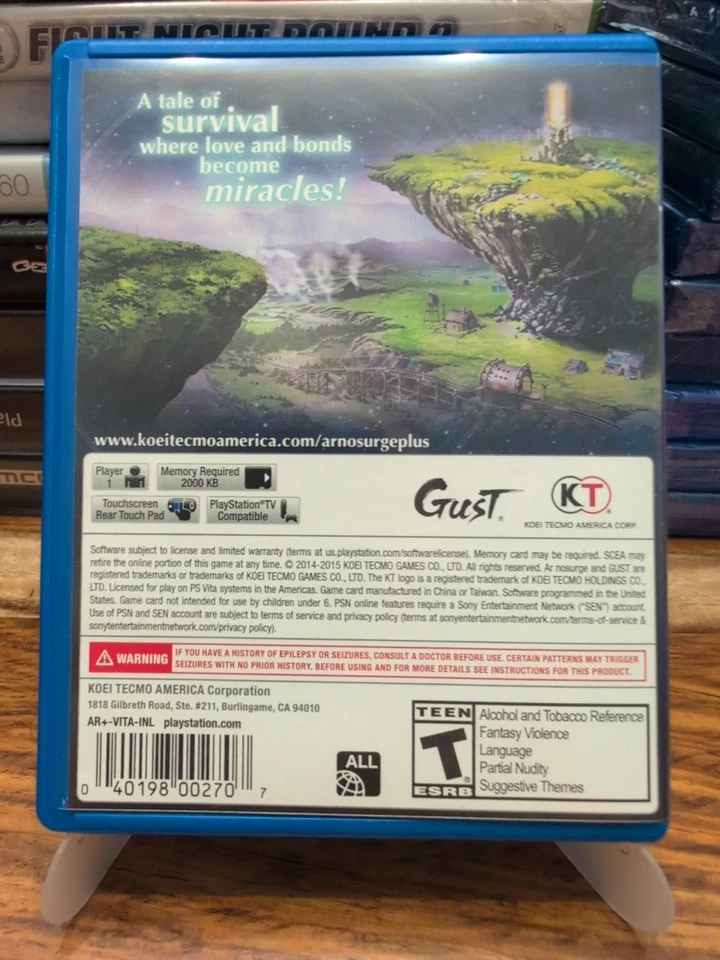 FIGHT NIGHT ROUND 3
60
A tale of
survival
where love and bonds
become
miracles!
www.koeitecmoamerica.com/arnosurgeplus
Player
1
Memory Required
2000 KB
Touchscreen
Rear Touch Pad
PlayStation®TV
Compatible
GUST
KT
KOEI TECMO AMERICA CORP.
Software subject to license and limited warranty (terms at us.playstation.com/softwarelicense). Memory card may be required. SCEA may
retire the online portion of this game at any time. © 2014-2015 KOEI TECMO GAMES CO., LTD. All rights reserved. Ar nosurge and GUST are
registered trademarks or trademarks of KOEI TECMO GAMES CO., LTD. The KT logo is a registered trademark of KOEI TECMO HOLDINGS CO.,
LTD. Licensed for play on PS Vita systems in the Americas. Game card manufactured in China or Taiwan. Software programmed in the United
States. Game card not intended for use by children under 6. PSN online features require a Sony Entertainment Network ("SEN") account.
Use of PSN and SEN account are subject to terms of service and privacy policy (terms at sonyentertainmentnetwork.com/terms-of-service &
sonyentertainmentnetwork.com/privacy policy).
WARNING
IF YOU HAVE A HISTORY OF EPILEPSY OR SEIZURES, CONSULT A DOCTOR BEFORE USE. CERTAIN PATTERNS MAY TRIGGER
SEIZURES WITH NO PRIOR HISTORY. BEFORE USING AND FOR MORE DETAILS SEE INSTRUCTIONS FOR THIS PRODUCT.
KOEI TECMO AMERICA Corporation
1818 Gilbreth Road, Ste. #211, Burlingame, CA 94010
AR+-VITA-INL playstation.com
0 40198 00270 7
ALL
TEEN
T
ESRB
Alcohol and Tobacco Reference
Fantasy Violence
Language
Partial Nudity
Suggestive Themes